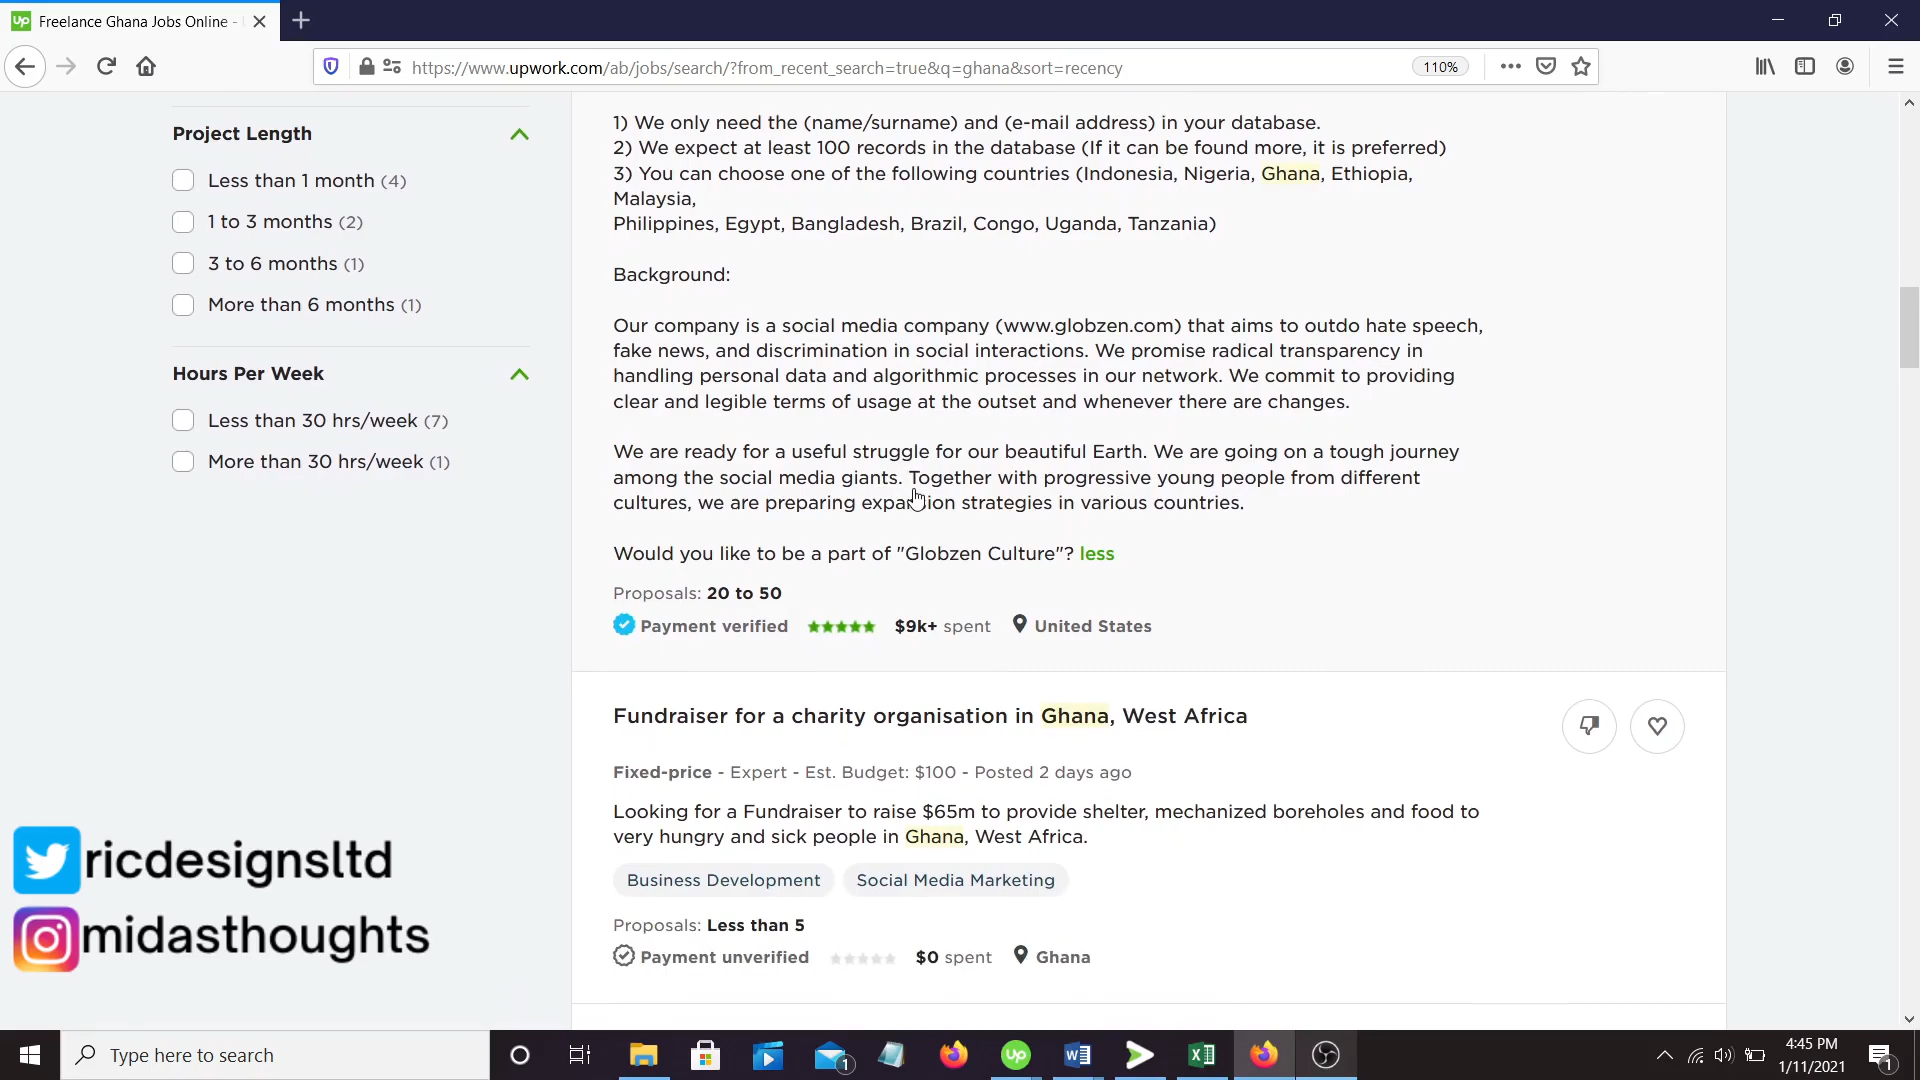 Freelance Ghana Jobs Online -
https://www.upwork.com/ab/jobs/search/?from_recent_search=true&q=ghana&sort=recency
110%
Project Length
Less than 1 month (4)
1 to 3 months (2)
3 to 6 months (1)
More than 6 months (1)
Hours Per Week
Less than 30 hrs/week (7)
More than 30 hrs/week (1)
1) We only need the (name/surname) and (e-mail address) in your database.
2) We expect at least 100 records in the database (If it can be found more, it is preferred)
3) You can choose one of the following countries (Indonesia, Nigeria, Ghana, Ethiopia,
Malaysia,
Philippines, Egypt, Bangladesh, Brazil, Congo, Uganda, Tanzania)
Background:
Our company is a social media company (www.globzen.com) that aims to outdo hate speech,
fake news, and discrimination in social interactions. We promise radical transparency in
handling personal data and algorithmic processes in our network. We commit to providing
clear and legible terms of usage at the outset and whenever there are changes.
We are ready for a useful struggle for our beautiful Earth. We are going on a tough journey
among the social media giants. Together with progressive young people from different
cultures, we are preparing expansion strategies in various countries.
Would you like to be a part of "Globzen Culture"? less
Proposals: 20 to 50
Payment verified $9k+ spent United States
Fundraiser for a charity organisation in Ghana, West Africa
Fixed-price - Expert - Est. Budget: $100 - Posted 2 days ago
Looking for a Fundraiser to raise $65m to provide shelter, mechanized boreholes and food to
very hungry and sick people in Ghana, West Africa.
Business Development Social Media Marketing
Proposals: Less than 5
Payment unverified $0 spent Ghana
ricdesignsltd
midasthoughts
Type here to search
1
4:45 PM
1/11/2021
1